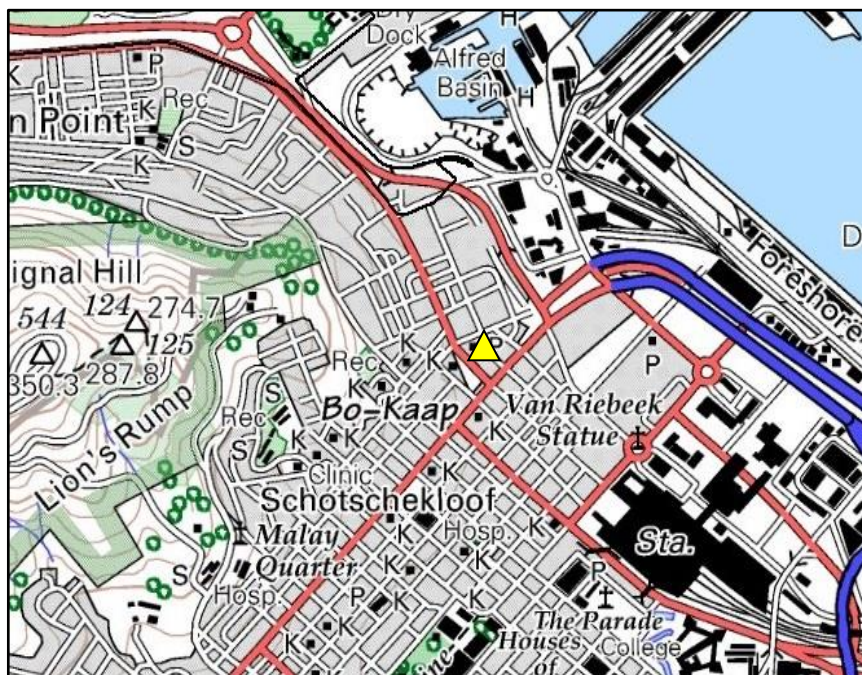 Dry
Dock
H
Alfred
Basin
H
P
K
Rec
n Point
K
S
K
Foreshore
D
ignal Hill
124
274.7
544
125
350.3
287.8
Lion's Rump
Rec
K
K
K
P
P
S
Rec
S
K
K
Bo-Kaap
Van Riebeek
Statue
K
K
Clinic
K
Schotschekloof
Hosp.
K
Sta.
Malay
Quarter
K
K
P
S
Hosp.
P
K
K
K
The Parade
Houses
of
College
ine